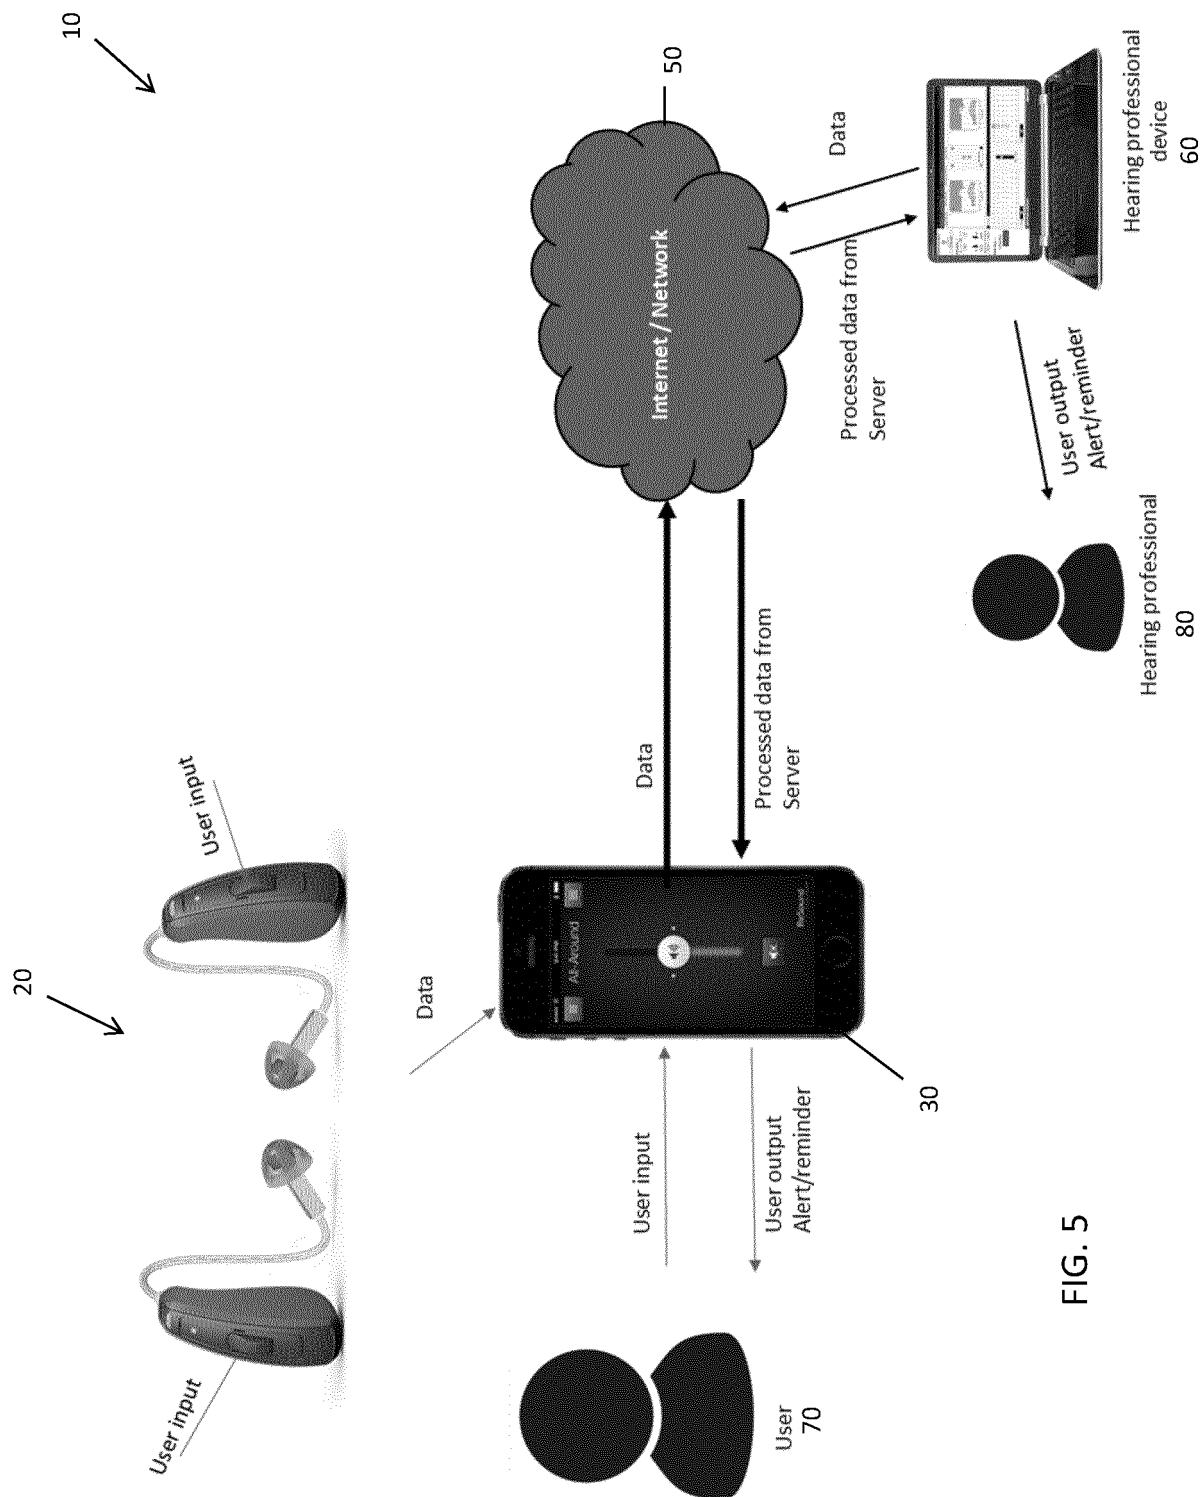 10
20
User input
User input
Data
50
Internet / Network
Data
User input
User output
Alert/reminder
Data
Processed data from
Server
Processed data from
Server
All-Around
User
70
30
User output
Alert/reminder
Hearing professional
80
Hearing professional
device
60
FIG. 5